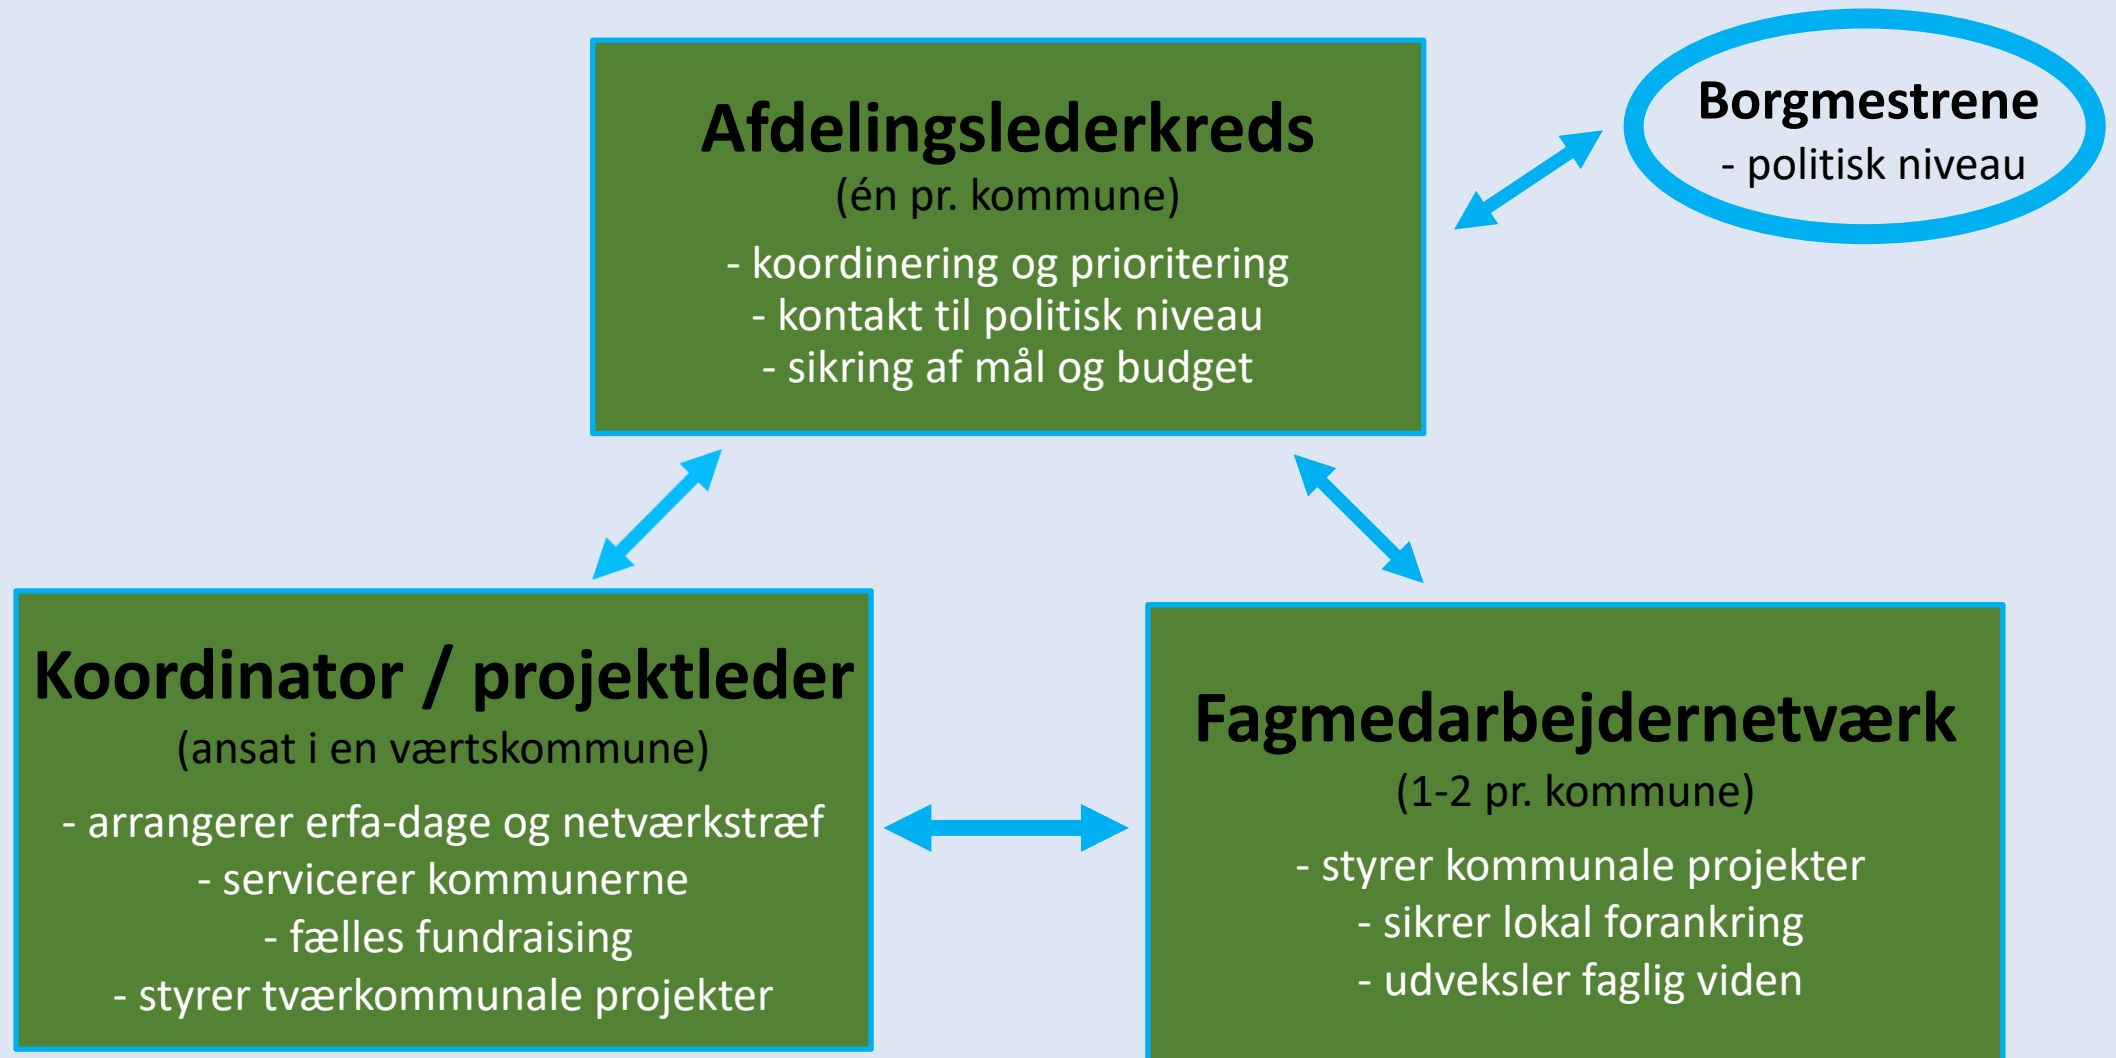 Afdelingslederkreds
(én pr. kommune)
- koordinering og prioritering
- kontakt til politisk niveau
- sikring af mål og budget
Borgmestrene
- politisk niveau
Koordinator / projektleder
(ansat i en værtskommune)
- arrangerer erfa-dage og netværkstræf
- servicerer kommunerne
- fælles fundraising
- styrer tværkommunale projekter
Fagmedarbejdernetværk
(1-2 pr. kommune)
- styrer kommunale projekter
- sikrer lokal forankring
- udveksler faglig viden